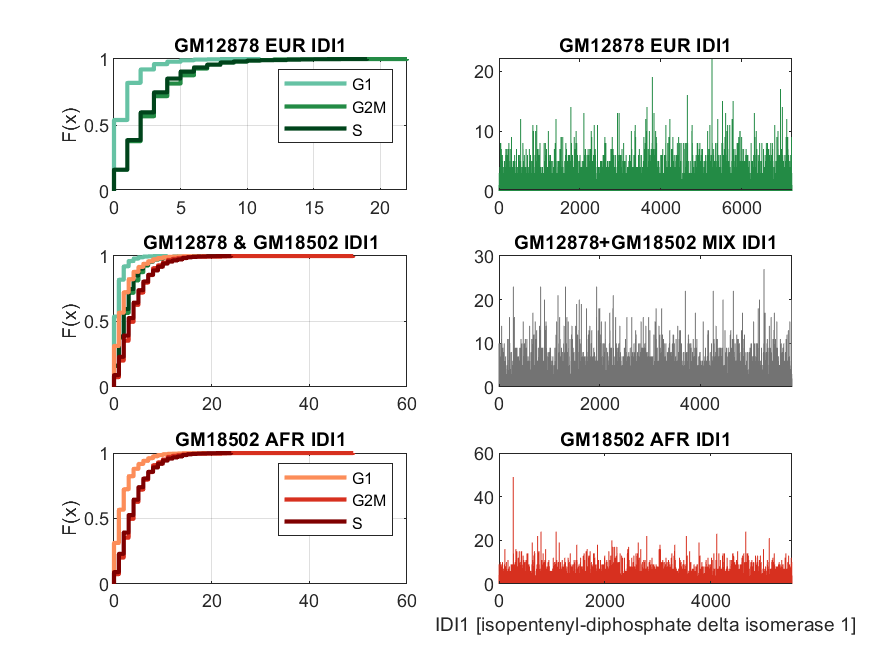 GM12878 EUR IDI1
1
0.5
0
F(x)
0 5 10 15 20
G1
G2M
S
GM12878 EUR IDI1
20
10
0
0 2000 4000 6000
GM12878 & GM18502 IDI1
1
0.5
0
F(x)
0 20 40 60
GM12878+GM18502 MIX IDI1
30
20
10
0
0 2000 4000
GM18502 AFR IDI1
1
0.5
0
F(x)
0 20 40 60
G1
G2M
S
GM18502 AFR IDI1
60
40
20
0
0 2000 4000
IDI1 [isopentenyl-diphosphate delta isomerase 1]